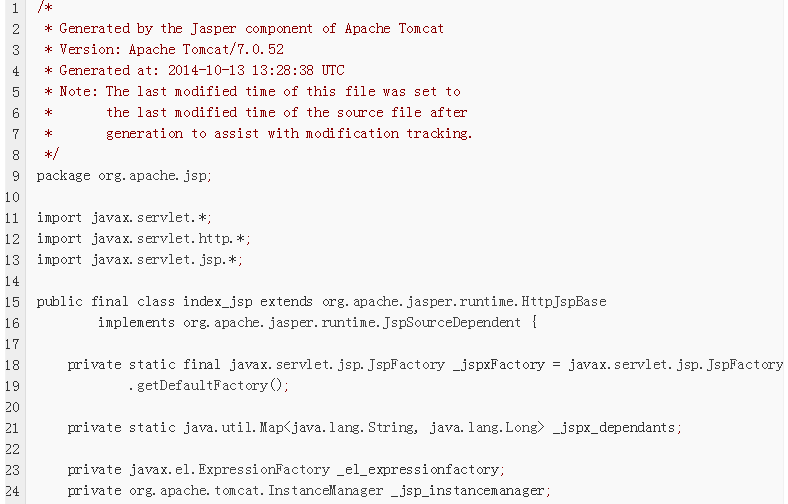 1 /*
2  * Generated by the Jasper component of Apache Tomcat
3  * Version: Apache Tomcat/7.0.52
4  * Generated at: 2014-10-13 13:28:38 UTC
5  * Note: The last modified time of this file was set to
6  *       the last modified time of the source file after
7  *       generation to assist with modification tracking.
8  */
9 package org.apache.jsp;
10
11 import javax.servlet.*;
12 import javax.servlet.http.*;
13 import javax.servlet.jsp.*;
14
15 public final class index_jsp extends org.apache.jasper.runtime.HttpJspBase
16         implements org.apache.jasper.runtime.JspSourceDependent {
17
18     private static final javax.servlet.jsp.JspFactory _jspxFactory = javax.servlet.jsp.JspFactory
19             .getDefaultFactory();
20
21     private static java.util.Map<java.lang.String, java.lang.Long> _jspx_dependants;
22
23     private javax.el.ExpressionFactory _el_expressionfactory;
24     private org.apache.tomcat.InstanceManager _jsp_instancemanager;